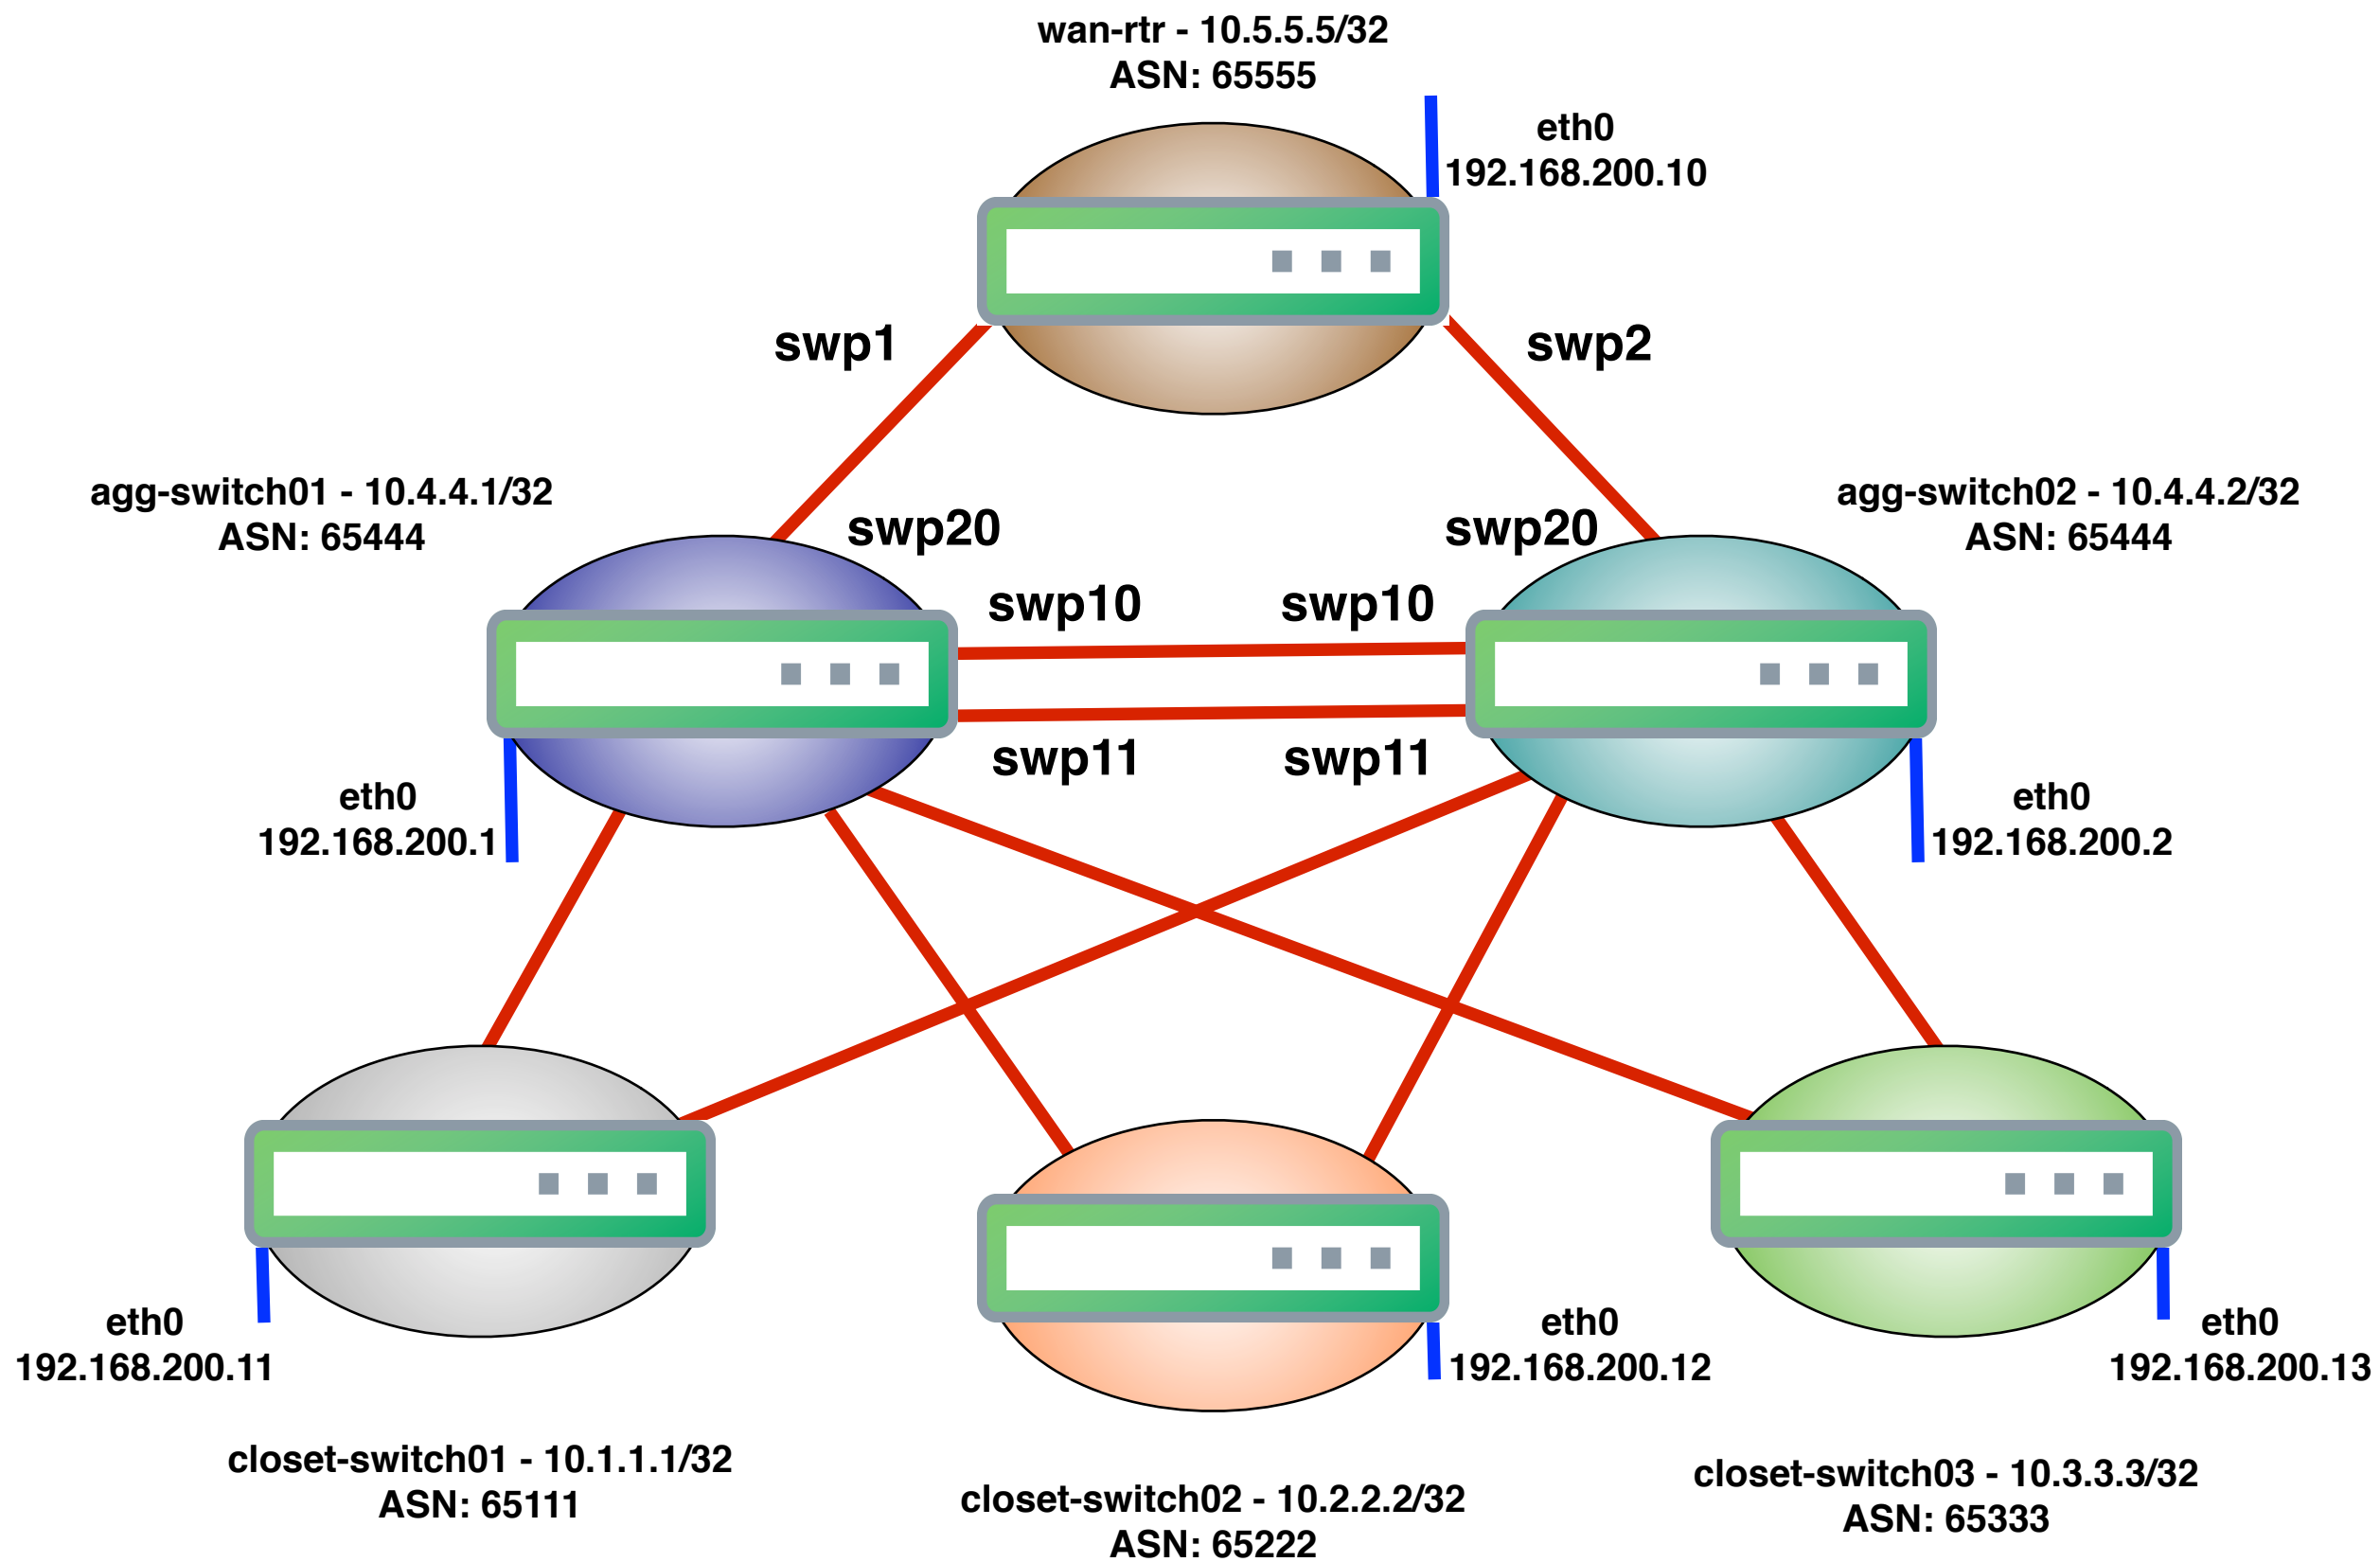 wan-rtr - 10.5.5.5/32
ASN: 65555
eth0
192.168.200.10
swp1
swp2
agg-switch01 - 10.4.4.1/32
ASN: 65444
swp20
swp20
agg-switch02 - 10.4.4.2/32
ASN: 65444
swp10
swp10
swp11
swp11
eth0
192.168.200.1
eth0
192.168.200.2
eth0
192.168.200.11
eth0
192.168.200.12
eth0
192.168.200.13
closet-switch01 - 10.1.1.1/32
ASN: 65111
closet-switch02 - 10.2.2.2/32
ASN: 65222
closet-switch03 - 10.3.3.3/32
ASN: 65333